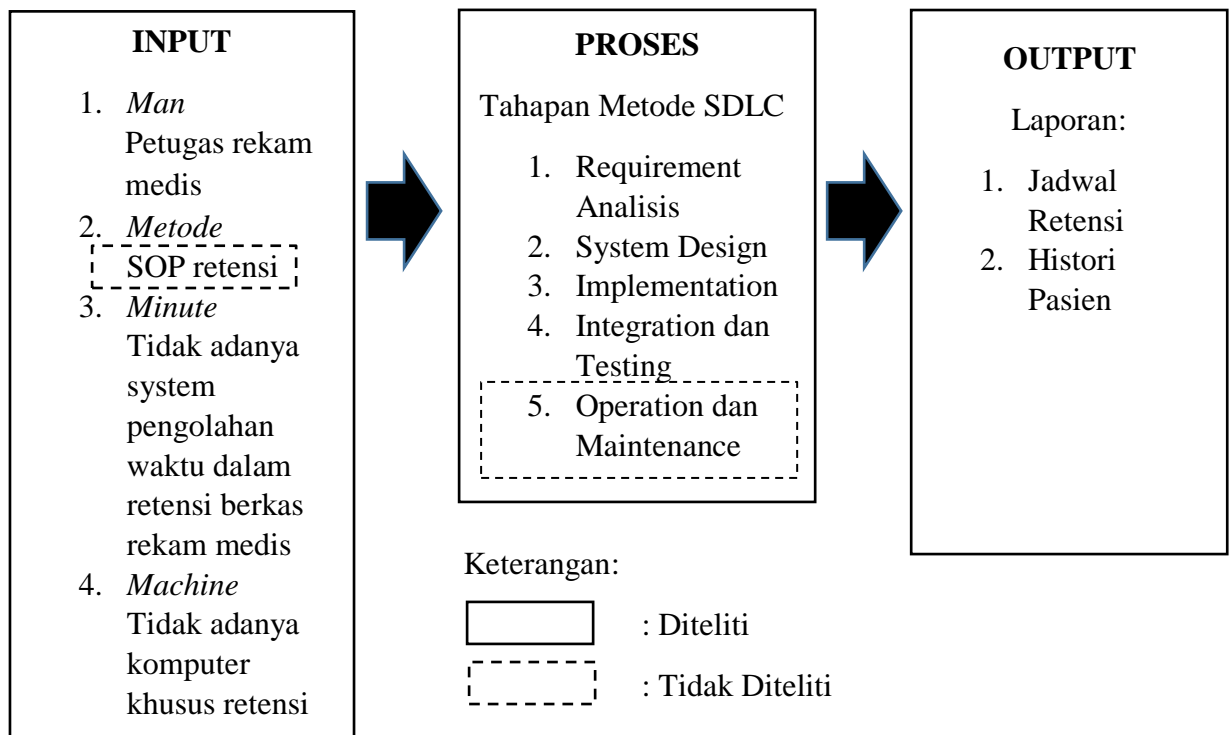 INPUT
1. Man
Petugas rekam
medis
2. Metode
SOP retensi
3. Minute
Tidak adanya
system
pengolahan
waktu dalam
retensi berkas
rekam medis
4. Machine
Tidak adanya
komputer
khusus retensi
PROSES
Tahapan Metode SDLC
1. Requirement
Analisis
2. System Design
3. Implementation
4. Integration dan
Testing
5. Operation dan
Maintenance
OUTPUT
Laporan:
1. Jadwal
Retensi
2. Histori
Pasien
Keterangan:
: Diteliti
: Tidak Diteliti